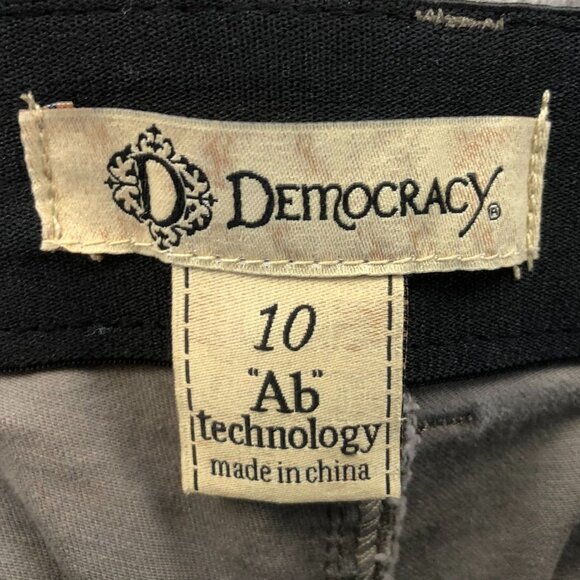 D DEMOCRACY®
10
"Ab"
technology
made in china